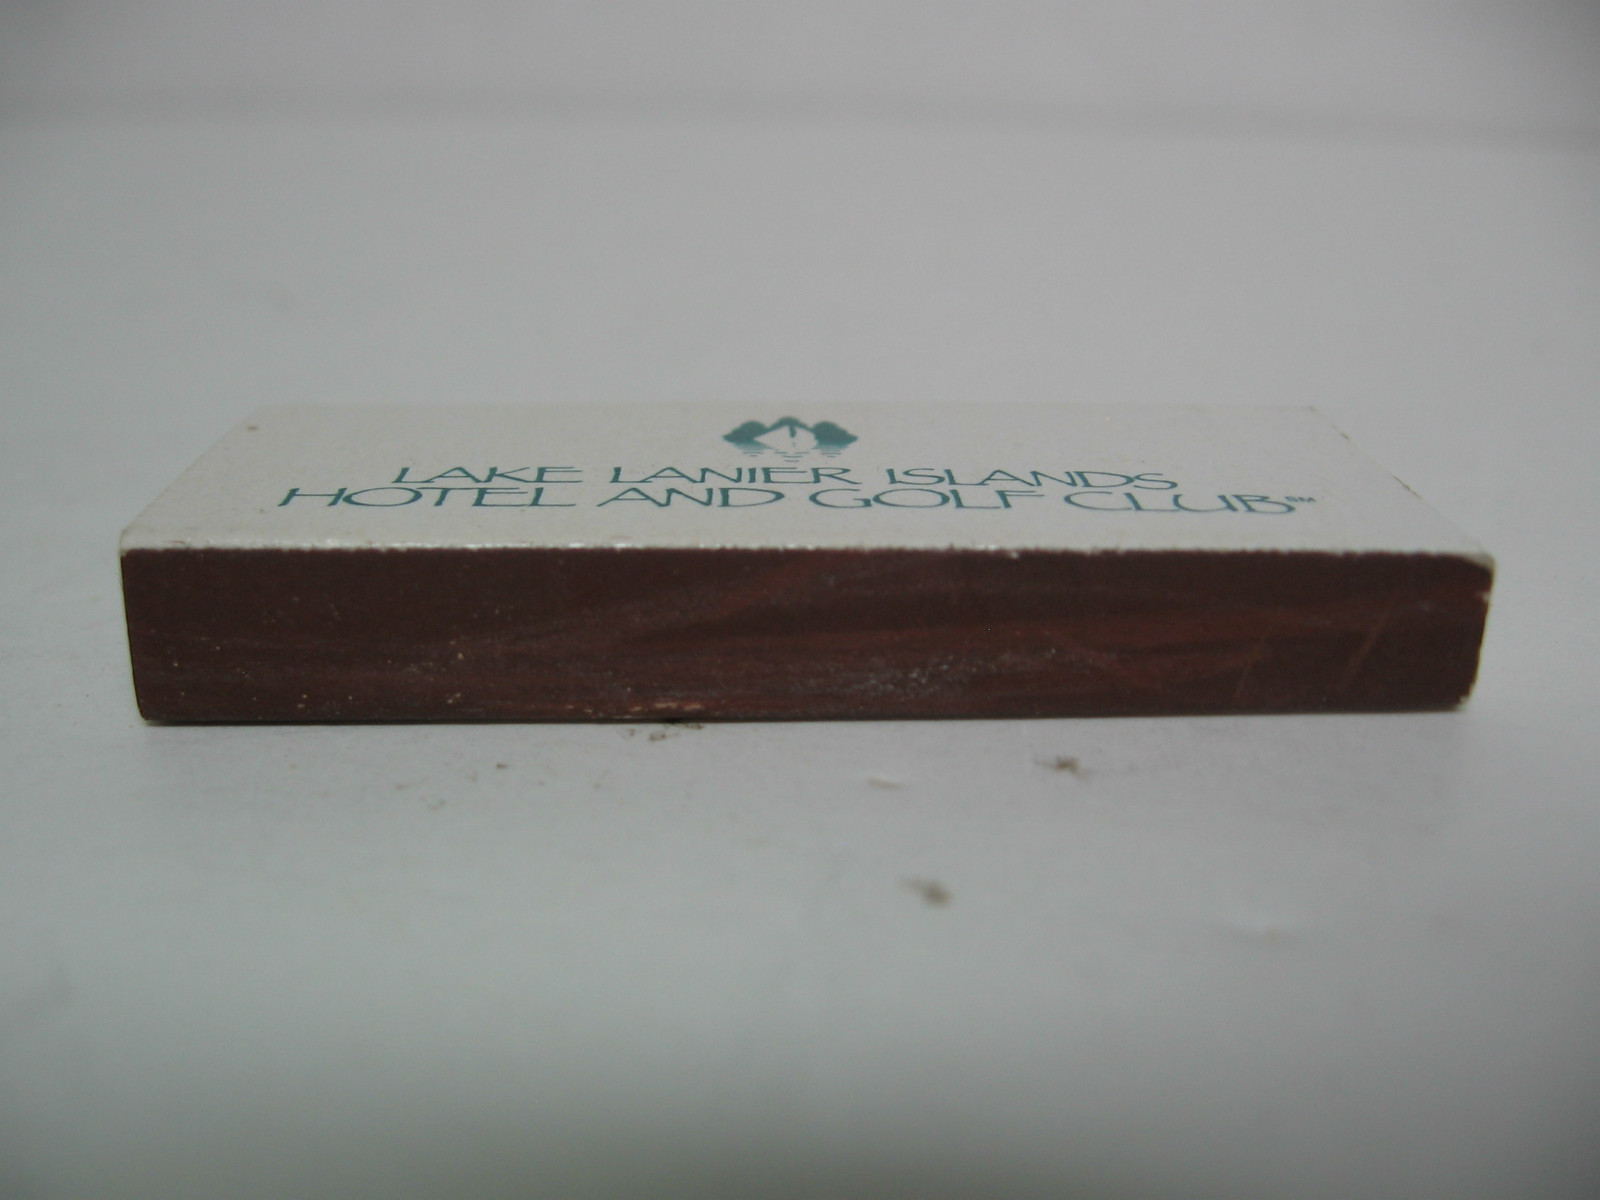 LAKE LANIER ISLANDS
HOTEL AND GOLF CLUB℠